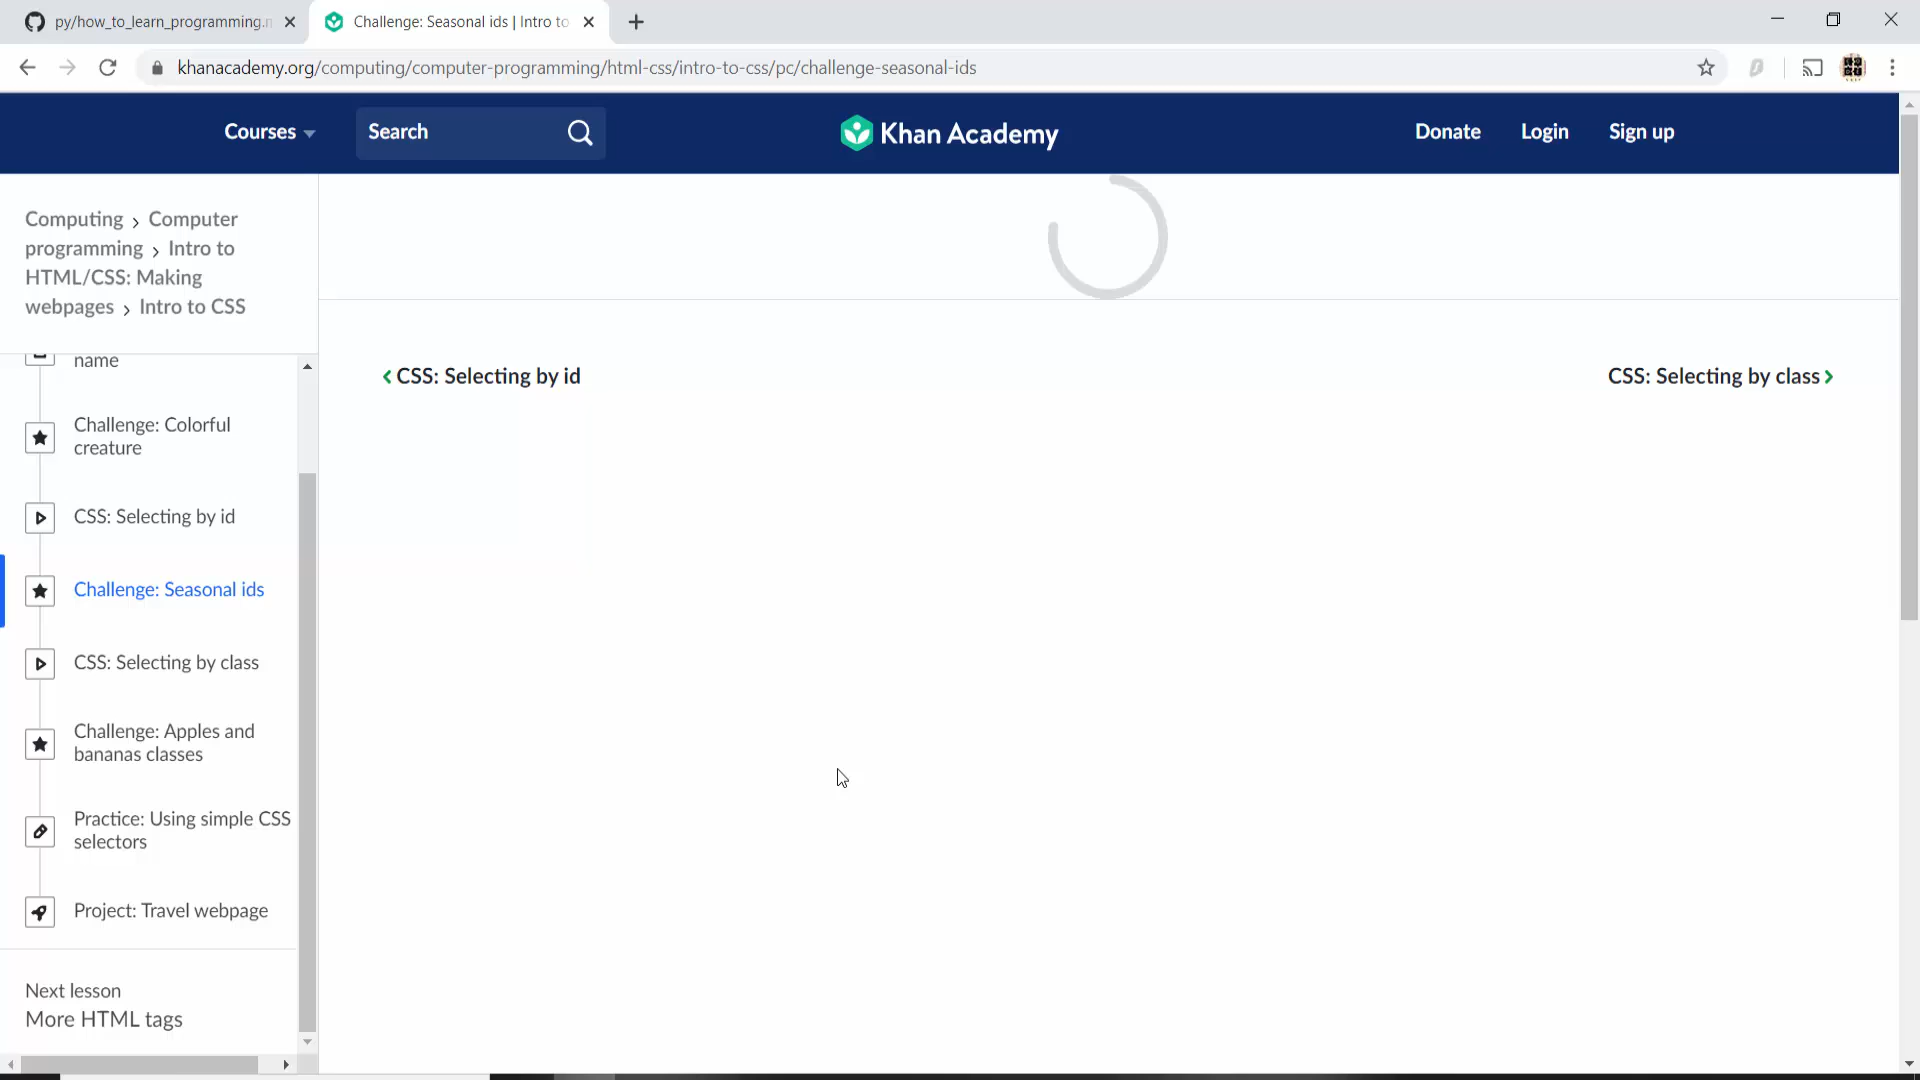 py/how_to_learn_programming.m
Challenge: Seasonal ids | Intro to
khanacademy.org/computing/computer-programming/html-css/intro-to-css/pc/challenge-seasonal-ids
Courses
Search
Khan Academy
Donate
Login
Sign up
Computing › Computer
programming › Intro to
HTML/CSS: Making
webpages › Intro to CSS
name
Challenge: Colorful
creature
CSS: Selecting by id
Challenge: Seasonal ids
CSS: Selecting by class
Challenge: Apples and
bananas classes
Practice: Using simple CSS
selectors
Project: Travel webpage
Next lesson
More HTML tags
‹ CSS: Selecting by id
CSS: Selecting by class ›